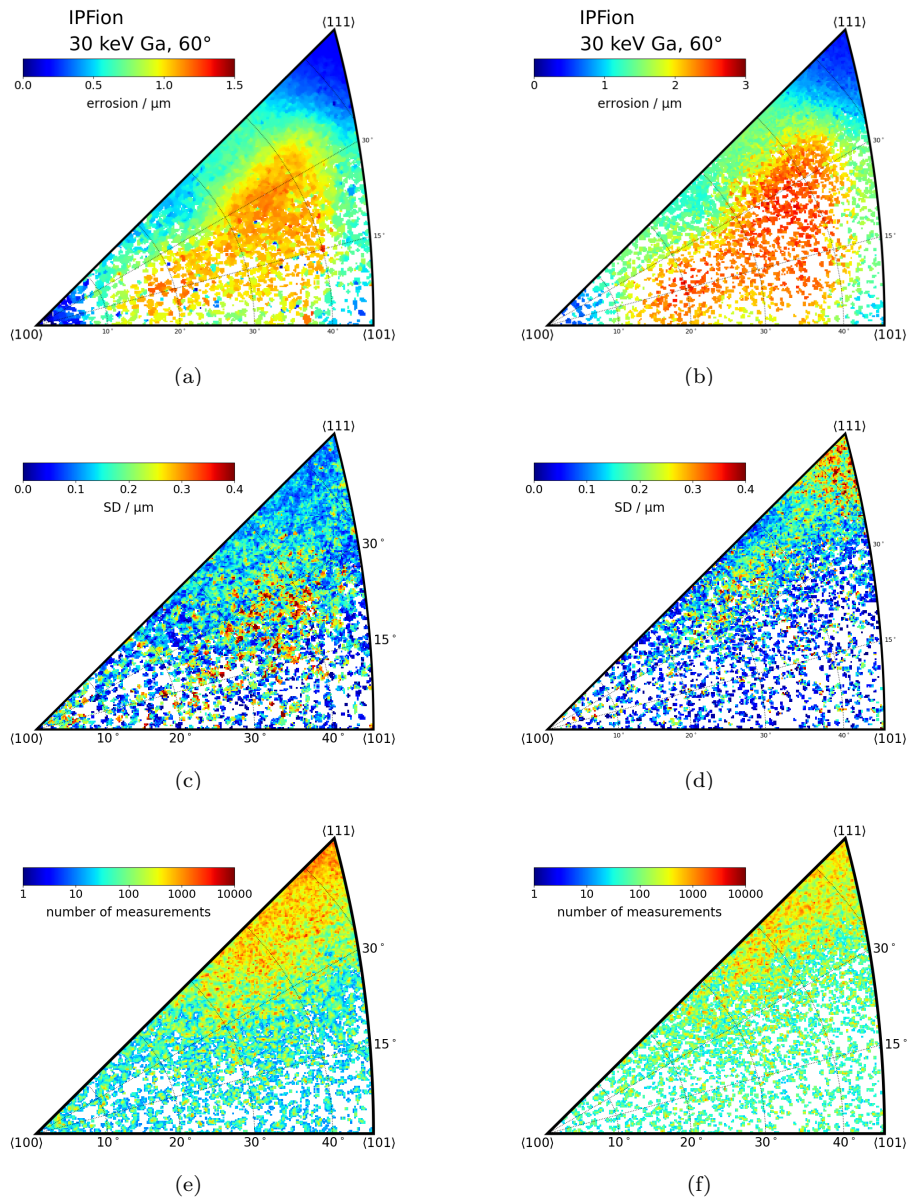 IPFion
30 keV Ga, 60°
0.0 0.5 1.0 1.5
errosion / μm
⟨111⟩
30°
15°
⟨100⟩ 10° 20° 30° 40° ⟨101⟩
(a)
IPFion
30 keV Ga, 60°
0 1 2 3
errosion / μm
⟨111⟩
30°
15°
⟨100⟩ 10° 20° 30° 40° ⟨101⟩
(b)
⟨111⟩
0.0 0.1 0.2 0.3 0.4
SD / μm
30°
15°
⟨100⟩ 10° 20° 30° 40° ⟨101⟩
(c)
⟨111⟩
0.0 0.1 0.2 0.3 0.4
SD / μm
30°
15°
⟨100⟩ 10° 20° 30° 40° ⟨101⟩
(d)
⟨111⟩
1 10 100 1000 10000
number of measurements
30°
15°
⟨100⟩ 10° 20° 30° 40° ⟨101⟩
(e)
⟨111⟩
1 10 100 1000 10000
number of measurements
30°
15°
⟨100⟩ 10° 20° 30° 40° ⟨101⟩
(f)